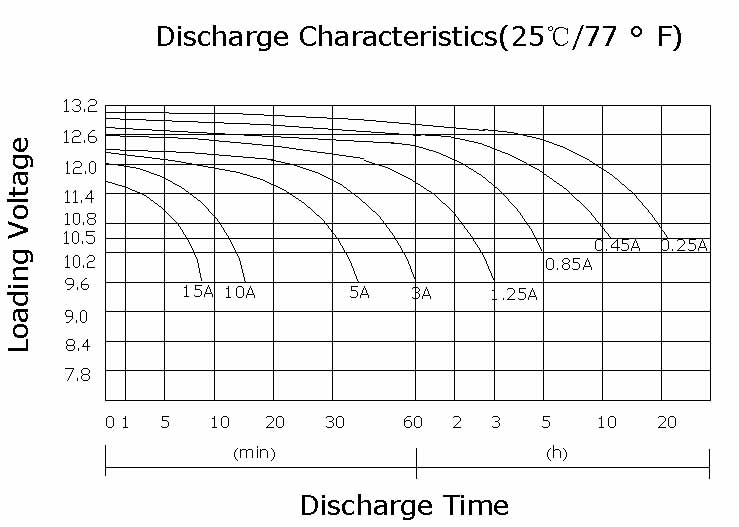 Discharge Characteristics(25℃/77 ° F)
Loading Voltage
13.2
12.6
12.0
11.4
10.8
10.5
10.2
9.6
9.0
8.4
7.8
15A 10A 5A 3A 1.25A 0.85A 0.45A 0.25A
0 1 5 10 20 30 60 2 3 5 10 20
(min) (h)
Discharge Time